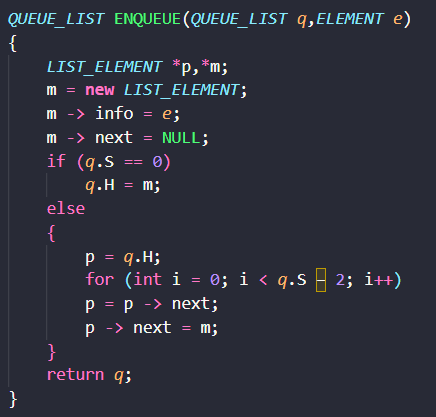 QUEUE_LIST ENQUEUE(QUEUE_LIST q,ELEMENT e)
{
    LIST_ELEMENT *p,*m;
    m = new LIST_ELEMENT;
    m -> info = e;
    m -> next = NULL;
    if (q.S == 0)
        q.H = m;
    else
    {
        p = q.H;
        for (int i = 0; i < q.S – 2; i++)
        p = p -> next;
        p -> next = m;
    }
    return q;
}